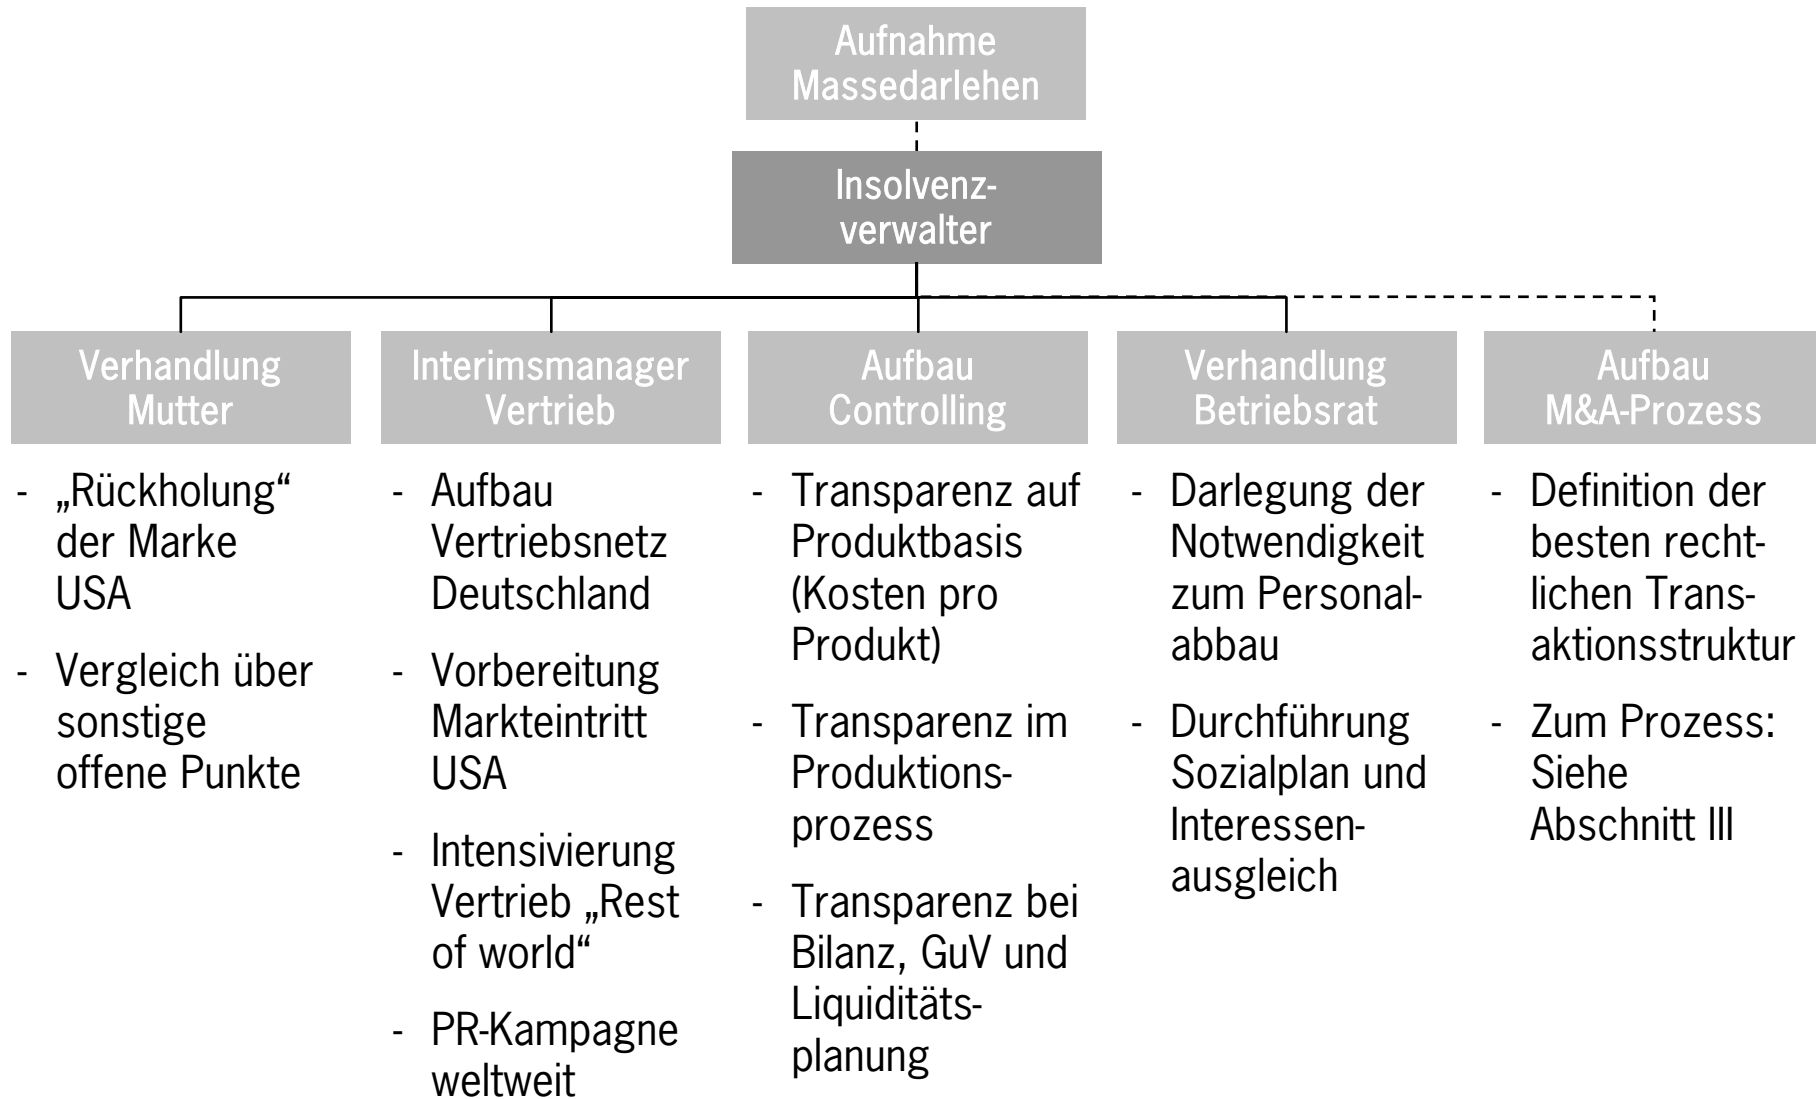 Aufnahme
Massedarlehen
Insolvenz-
verwalter
Verhandlung
Mutter
- „Rückholung“
der Marke
USA
- Vergleich über
sonstige
offene Punkte
Interimsmanager
Vertrieb
- Aufbau
Vertriebsnetz
Deutschland
- Vorbereitung
Markteintritt
USA
- Intensivierung
Vertrieb „Rest
of world“
- PR-Kampagne
weltweit
Aufbau
Controlling
- Transparenz auf
Produktbasis
(Kosten pro
Produkt)
- Transparenz im
Produktions-
prozess
- Transparenz bei
Bilanz, GuV und
Liquiditäts-
planung
Verhandlung
Betriebsrat
- Darlegung der
Notwendigkeit
zum Personal-
abbau
- Durchführung
Sozialplan und
Interessen-
ausgleich
Aufbau
M&A-Prozess
- Definition der
besten recht-
lichen Trans-
aktionsstruktur
- Zum Prozess:
Siehe
Abschnitt III